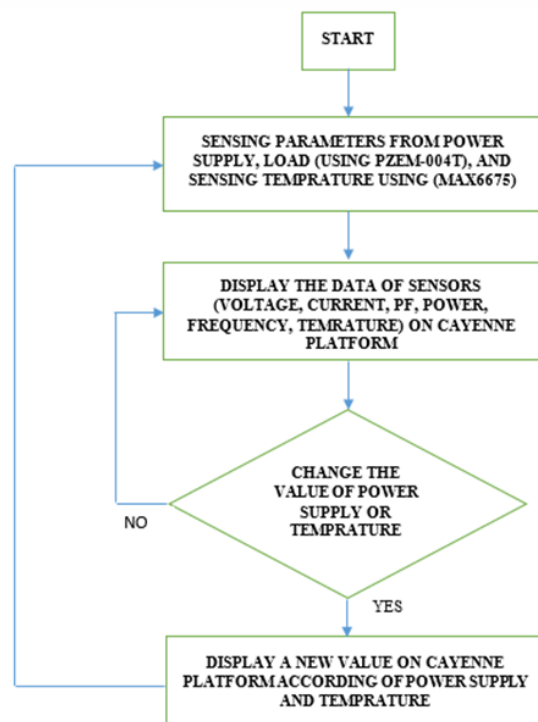 START
SENSING PARAMETERS FROM POWER
SUPPLY, LOAD (USING PZEM-004T), AND
SENSING TEMPRATURE USING (MAX6675)
DISPLAY THE DATA OF SENSORS
(VOLTAGE, CURRENT, PF, POWER,
FREQUENCY, TEMRATURE) ON CAYENNE
PLATFORM
CHANGE THE
VALUE OF POWER
SUPPLY OR
TEMPRATURE
NO
YES
DISPLAY A NEW VALUE ON CAYENNE
PLATFORM ACCORDING OF POWER SUPPLY
AND TEMPRATURE